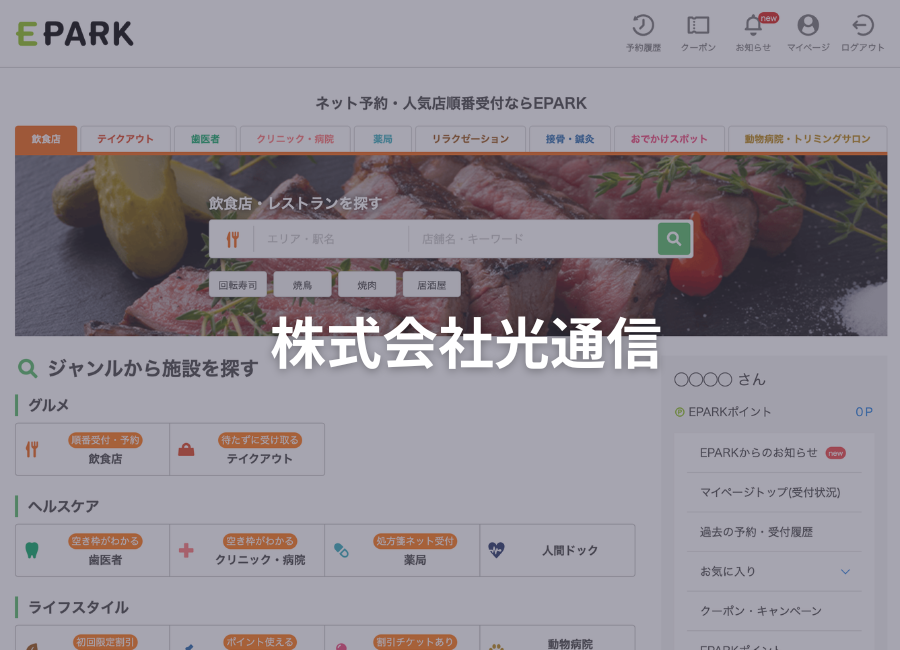 EPARK
予約履歴
クーポン
new
お知らせ
マイページ
ログアウト
ネット予約・人気店順番受付ならEPARK
飲食店
テイクアウト
歯医者
クリニック・病院
薬局
リラクゼーション
接骨・鍼灸
おでかけスポット
動物病院・トリミングサロン
飲食店・レストランを探す
エリア・駅名
店舗名・キーワード
回転寿司
焼鳥
焼肉
居酒屋
株式会社光通信
ジャンルから施設を探す
グルメ
順番受付・予約
飲食店
待たずに受け取る
テイクアウト
ヘルスケア
空き枠がわかる
歯医者
空き枠がわかる
クリニック・病院
処方箋ネット受付
薬局
人間ドック
ライフスタイル
初回限定割引
ポイント使える
割引チケットあり
動物病院
〇〇〇〇 さん
EPARKポイント
0 P
EPARKからのお知らせ new
マイページトップ(受付状況)
過去の予約・受付履歴
お気に入り
クーポン・キャンペーン
EPARKポイント